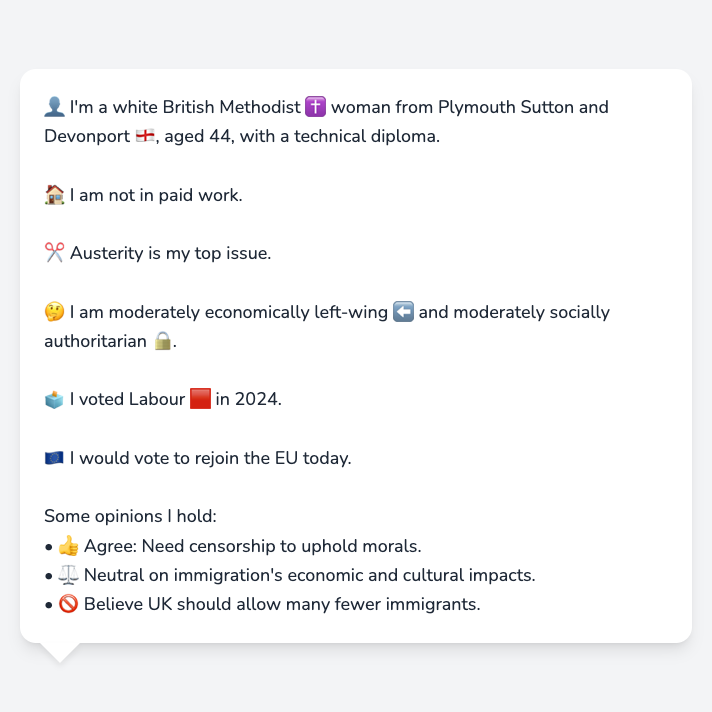 👤 I'm a white British Methodist ✝️ woman from Plymouth Sutton and
Devonport 🏴󠁧󠁢󠁥󠁮󠁧󠁿, aged 44, with a technical diploma.
🏠 I am not in paid work.
✂️ Austerity is my top issue.
🤔 I am moderately economically left-wing ⬅️ and moderately socially
authoritarian 🔒.
🗳️ I voted Labour 🟥 in 2024.
🇪🇺 I would vote to rejoin the EU today.
Some opinions I hold:
• 👍 Agree: Need censorship to uphold morals.
• ⚖️ Neutral on immigration's economic and cultural impacts.
• 🚫 Believe UK should allow many fewer immigrants.